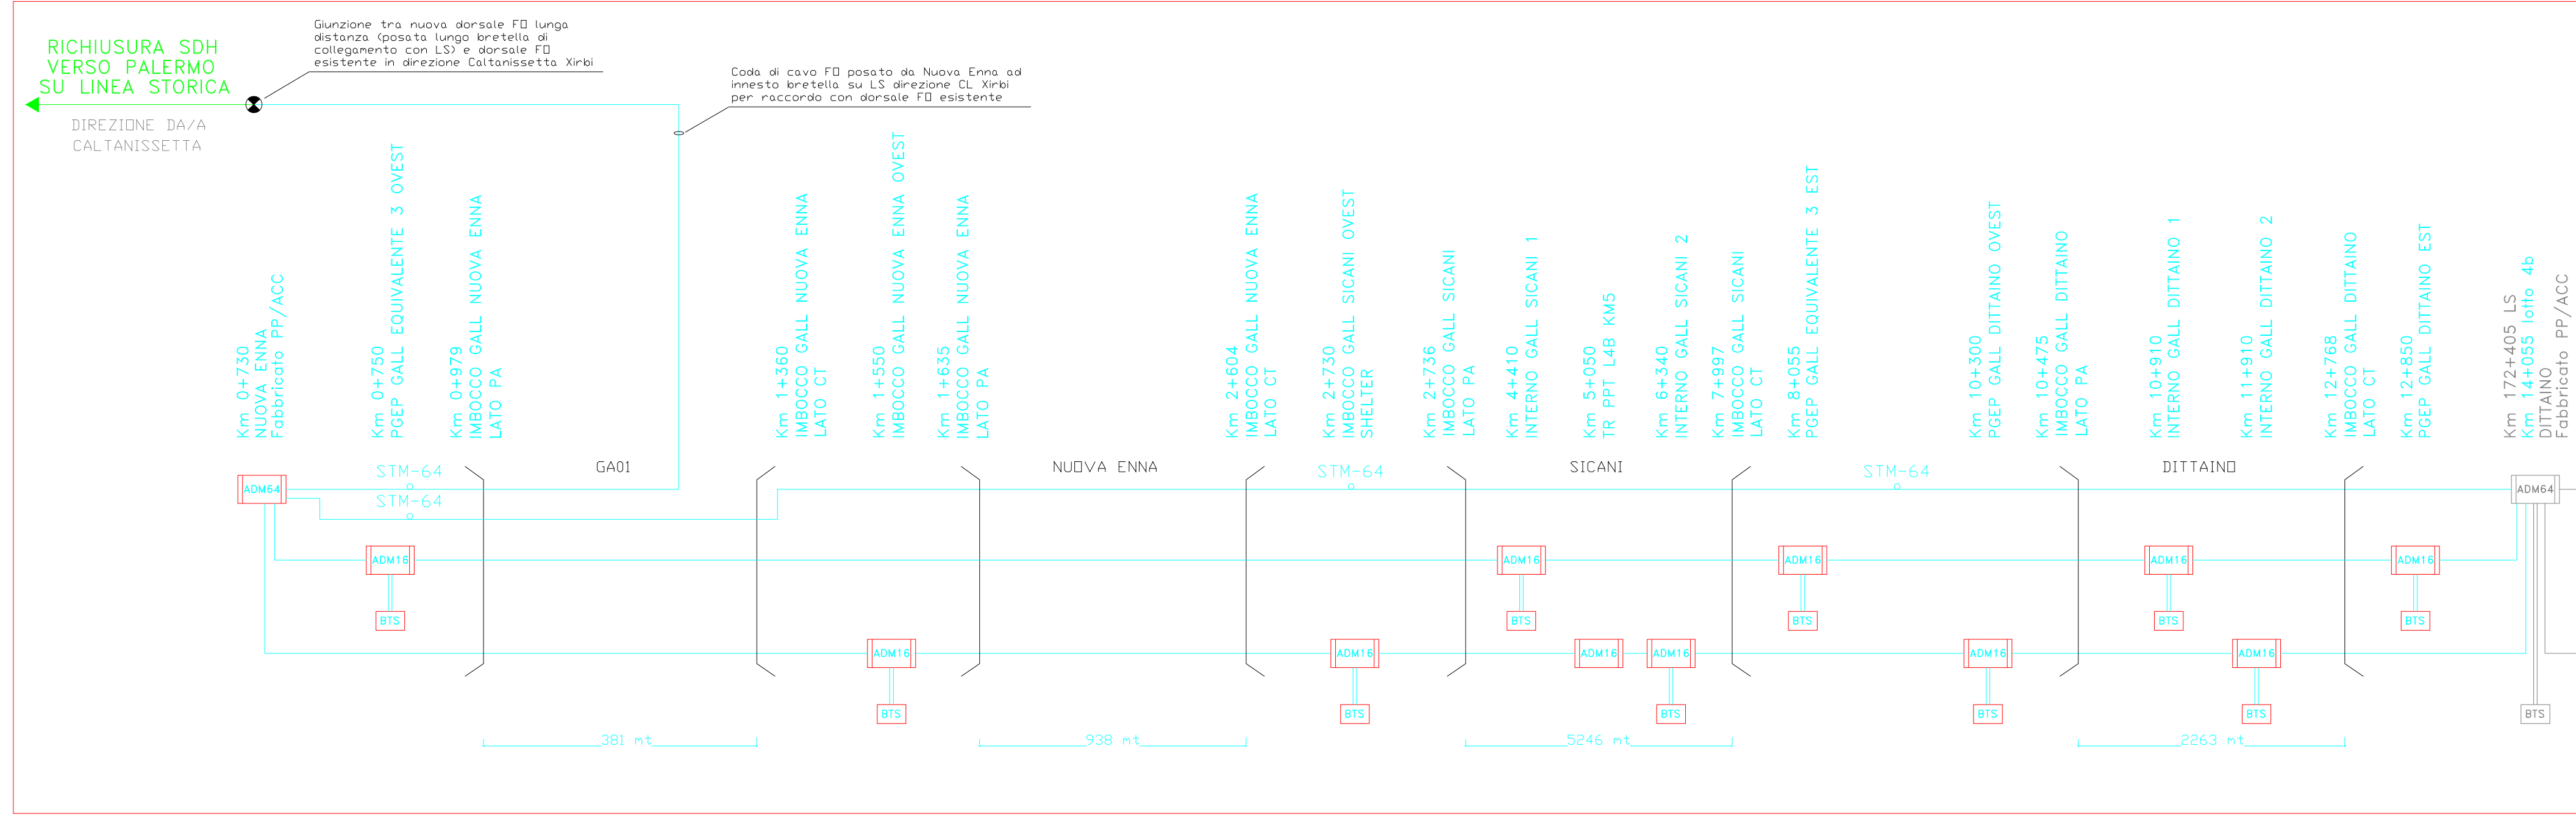 RICHIUSURA SDH
VERSO PALERMO
SU LINEA STORICA
DIREZIONE DA/A
CALTANISSETTA
Giunzione tra nuova dorsale FO lunga
distanza (posata lungo bretella di
collegamento con LS) e dorsale FO
esistente in direzione Caltanissetta Xirbi
Coda di cavo FO posato da Nuova Enna ad
innesto bretella su LS direzione CL Xirbi
per raccordo con dorsale FO esistente
Km 0+730
NUOVA ENNA
Fabbricato PP/ACC
Km 0+750
PGEP GALL EQUIVALENTE 3 OVEST
Km 0+979
IMBOCCO GALL NUOVA ENNA
LATO PA
Km 1+360
IMBOCCO GALL NUOVA ENNA
LATO CT
Km 1+550
IMBOCCO GALL NUOVA ENNA OVEST
Km 1+635
IMBOCCO GALL NUOVA ENNA
LATO PA
Km 2+604
IMBOCCO GALL NUOVA ENNA
LATO CT
Km 2+730
IMBOCCO GALL SICANI OVEST
SHELTER
Km 2+736
IMBOCCO GALL SICANI
LATO PA
Km 4+410
INTERNO GALL SICANI 1
Km 5+050
TR PPT L4B KM5
Km 6+340
INTERNO GALL SICANI 2
Km 7+997
IMBOCCO GALL SICANI
LATO CT
Km 8+055
PGEP GALL EQUIVALENTE 3 EST
Km 10+300
PGEP GALL DITTAINO OVEST
Km 10+475
IMBOCCO GALL DITTAINO
LATO PA
Km 10+910
INTERNO GALL DITTAINO 1
Km 11+910
INTERNO GALL DITTAINO 2
Km 12+768
IMBOCCO GALL DITTAINO
LATO CT
Km 12+850
PGEP GALL DITTAINO EST
Km 172+405 LS
Km 14+055 lotto 4b
DITTAINO
Fabbricato PP/ACC
STM-64
GA01
NUOVA ENNA
STM-64
SICANI
STM-64
DITTAINO
ADM64
STM-64
ADM64
ADM16
ADM16
ADM16
ADM16
ADM16
BTS
BTS
BTS
BTS
BTS
ADM16
ADM16
ADM16
ADM16
ADM16
ADM16
BTS
BTS
BTS
BTS
BTS
BTS
381 mt
938 mt
5246 mt
2263 mt